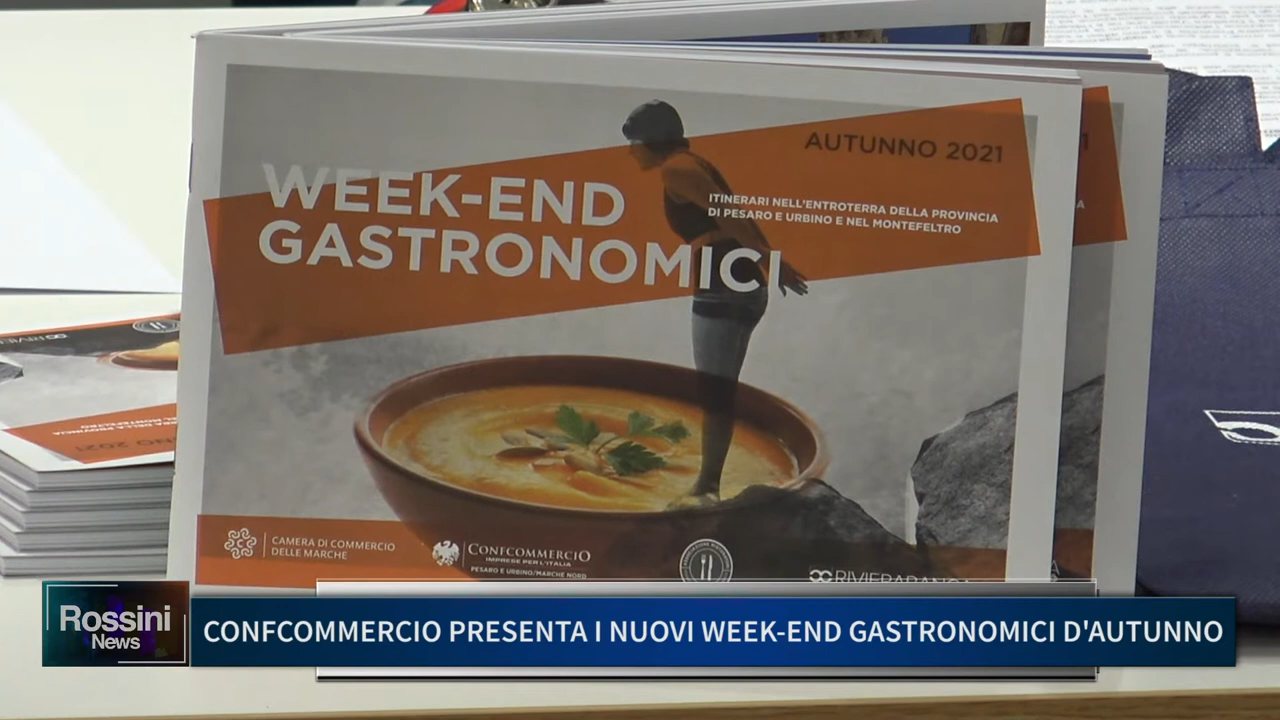 AUTUNNO 2021
WEEK-END
GASTRONOMICI
ITINERARI NELL'ENTROTERRA DELLA PROVINCIA
DI PESARO E URBINO E NEL MONTEFELTRO
CAMERA DI COMMERCIO
DELLE MARCHE
CONFCOMMERCIO
IMPRESE PER L'ITALIA
PESARO E URBINO/MARCHE NORD
RIVIERABANCA
Rossini
News
CONFCOMMERCIO PRESENTA I NUOVI WEEK-END GASTRONOMICI D'AUTUNNO